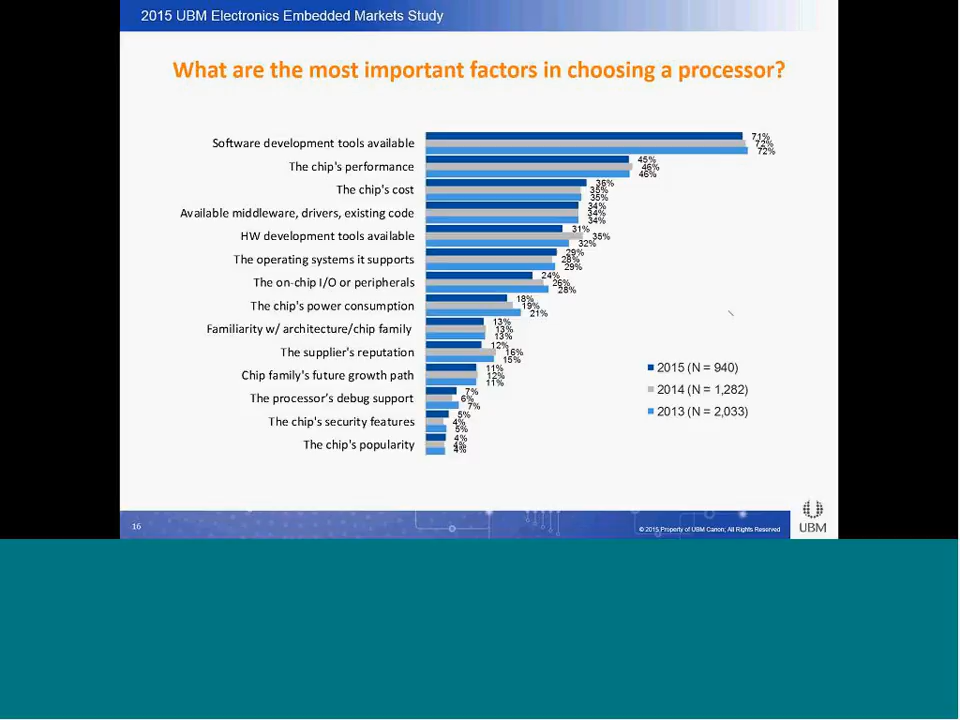 2015 UBM Electronics Embedded Markets Study
What are the most important factors in choosing a processor?
Software development tools available
71%
72%
72%
The chip's performance
45%
46%
46%
The chip's cost
36%
35%
35%
Available middleware, drivers, existing code
34%
34%
34%
HW development tools available
31%
35%
32%
The operating systems it supports
29%
28%
29%
The on-chip I/O or peripherals
24%
26%
28%
The chip's power consumption
18%
19%
21%
Familiarity w/ architecture/chip family
13%
13%
13%
The supplier's reputation
12%
16%
15%
Chip family's future growth path
11%
12%
11%
The processor's debug support
7%
6%
7%
The chip's security features
5%
4%
5%
The chip's popularity
4%
4%
4%
2015 (N = 940)
2014 (N = 1,282)
2013 (N = 2,033)
16
© 2015 Property of UBM Canon; All Rights Reserved
UBM